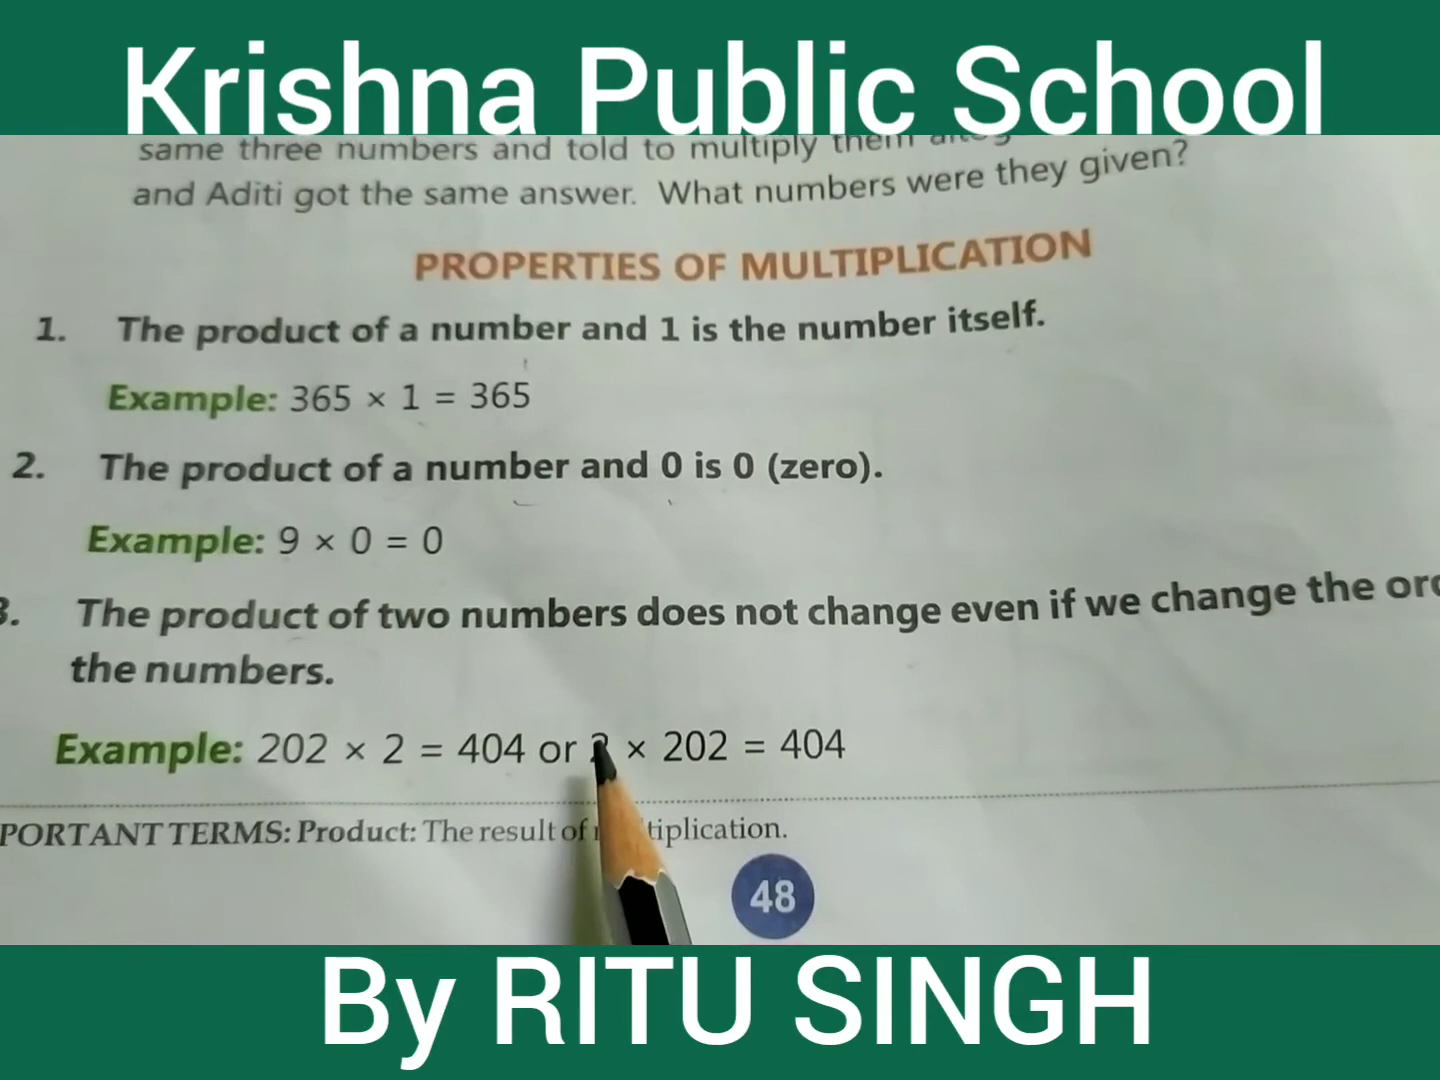 Krishna Public School
same three numbers and told to multiply them
and Aditi got the same answer. What numbers were they given?
PROPERTIES OF MULTIPLICATION
1. The product of a number and 1 is the number itself.
Example: 365 × 1 = 365
2. The product of a number and 0 is 0 (zero).
Example: 9 × 0 = 0
3. The product of two numbers does not change even if we change the
the numbers.
Example: 202 × 2 = 404 or 2 × 202 = 404
PORTANT TERMS: Product: The result of
48
By RITU SINGH